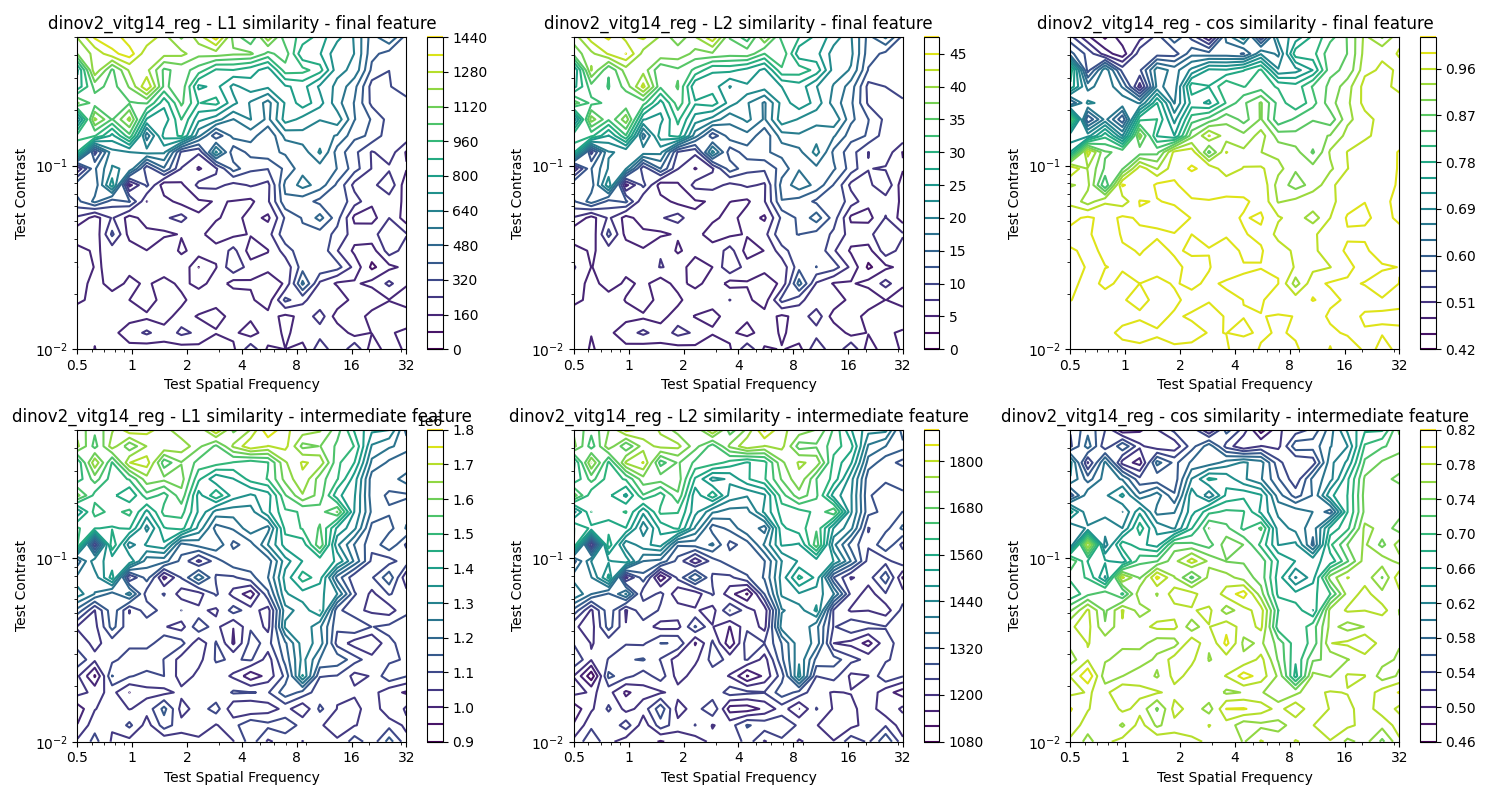 dinov2_vitg14_reg - L1 similarity - final feature
1440
1280
1120
960
800
640
480
320
160
0
10⁻¹
10⁻²
Test Contrast
0.5 1 2 4 8 16 32
Test Spatial Frequency
dinov2_vitg14_reg - L2 similarity - final feature
45
40
35
30
25
20
15
10
5
0
10⁻¹
10⁻²
Test Contrast
0.5 1 2 4 8 16 32
Test Spatial Frequency
dinov2_vitg14_reg - cos similarity - final feature
0.96
0.87
0.78
0.69
0.60
0.51
0.42
10⁻¹
10⁻²
Test Contrast
0.5 1 2 4 8 16 32
Test Spatial Frequency
dinov2_vitg14_reg - L1 similarity - intermediate feature
1.8
1.7
1.6
1.5
1.4
1.3
1.2
1.1
1.0
0.9
10⁻¹
10⁻²
Test Contrast
0.5 1 2 4 8 16 32
Test Spatial Frequency
dinov2_vitg14_reg - L2 similarity - intermediate feature
1800
1680
1560
1440
1320
1200
1080
10⁻¹
10⁻²
Test Contrast
0.5 1 2 4 8 16 32
Test Spatial Frequency
dinov2_vitg14_reg - cos similarity - intermediate feature
0.82
0.78
0.74
0.70
0.66
0.62
0.58
0.54
0.50
0.46
10⁻¹
10⁻²
Test Contrast
0.5 1 2 4 8 16 32
Test Spatial Frequency